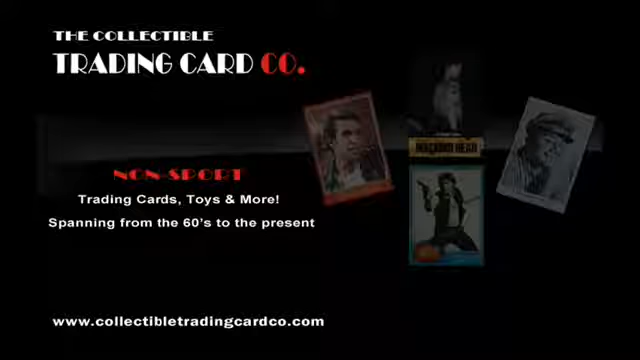 THE COLLECTIBLE
TRADING CARD CO.
NON-SPORT
Trading Cards, Toys & More!
Spanning from the 60's to the present
www.collectibletradingcardco.com